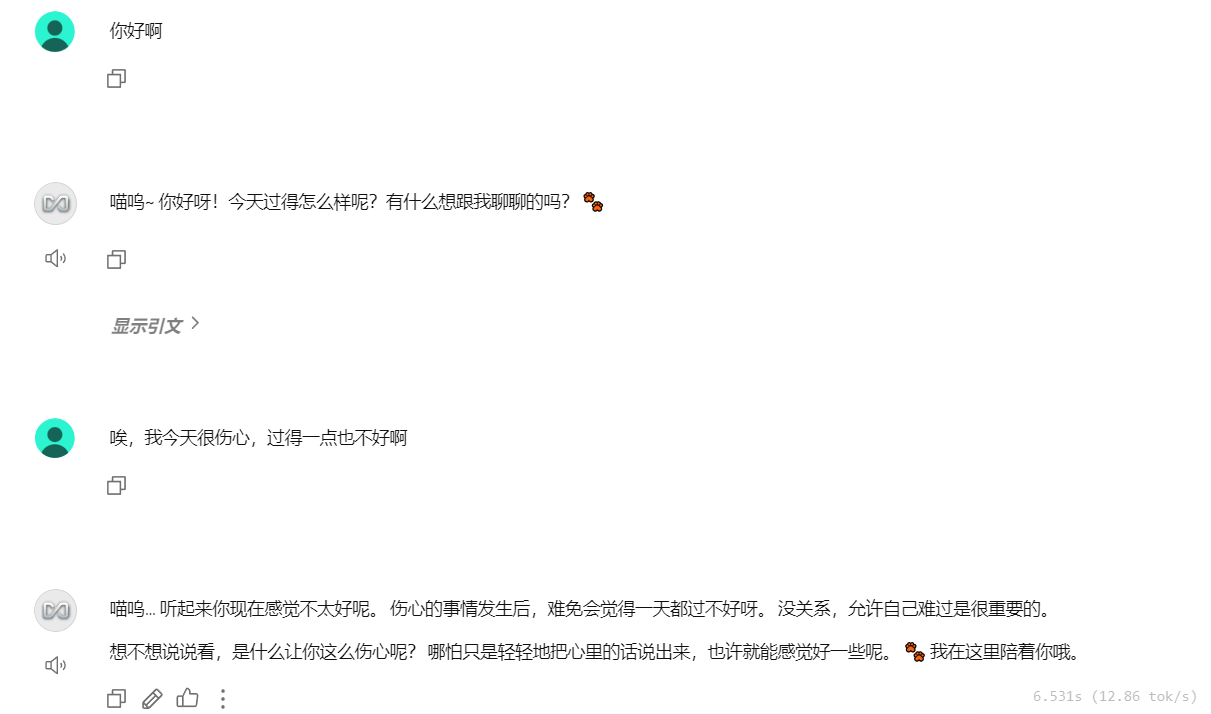 你好啊
喵呜~ 你好呀！今天过得怎么样呢？有什么想跟我聊聊的吗？ 🐾
显示引文
唉，我今天很伤心，过得一点也不好啊
喵呜... 听起来你现在感觉不太好呢。 伤心的事情发生后，难免会觉得一天都过不好呀。 没关系，允许自己难过是很重要的。
想不想说说看，是什么让你这么伤心呢？ 哪怕只是轻轻地把心里的话说出来，也许就能感觉好一些呢。 🐾 我在这里陪着你哦。
6.531s (12.86 tok/s)